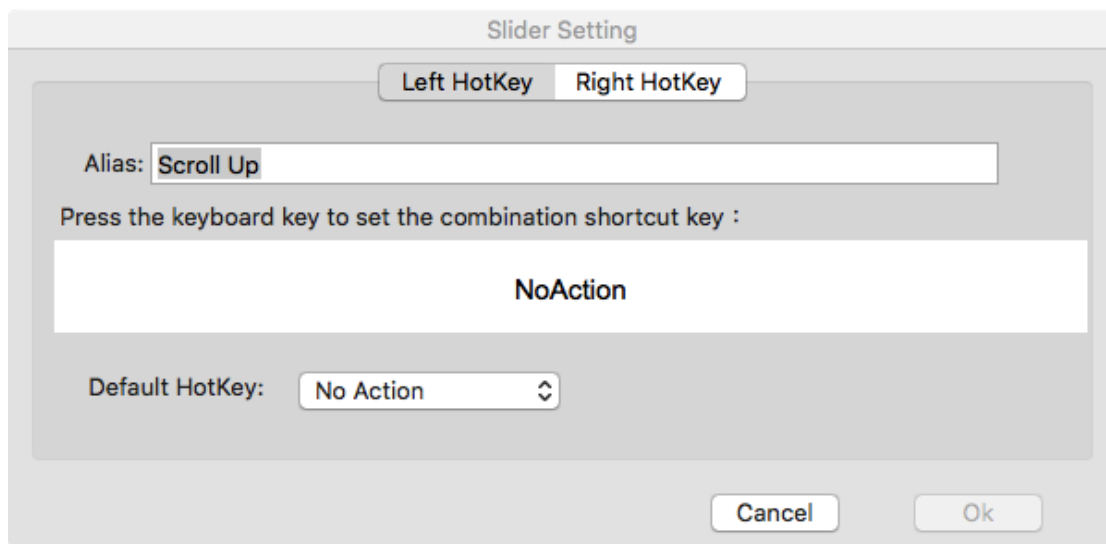 Slider Setting
Left HotKey Right HotKey
Alias: Scroll Up
Press the keyboard key to set the combination shortcut key：
NoAction
Default HotKey: No Action
Cancel Ok